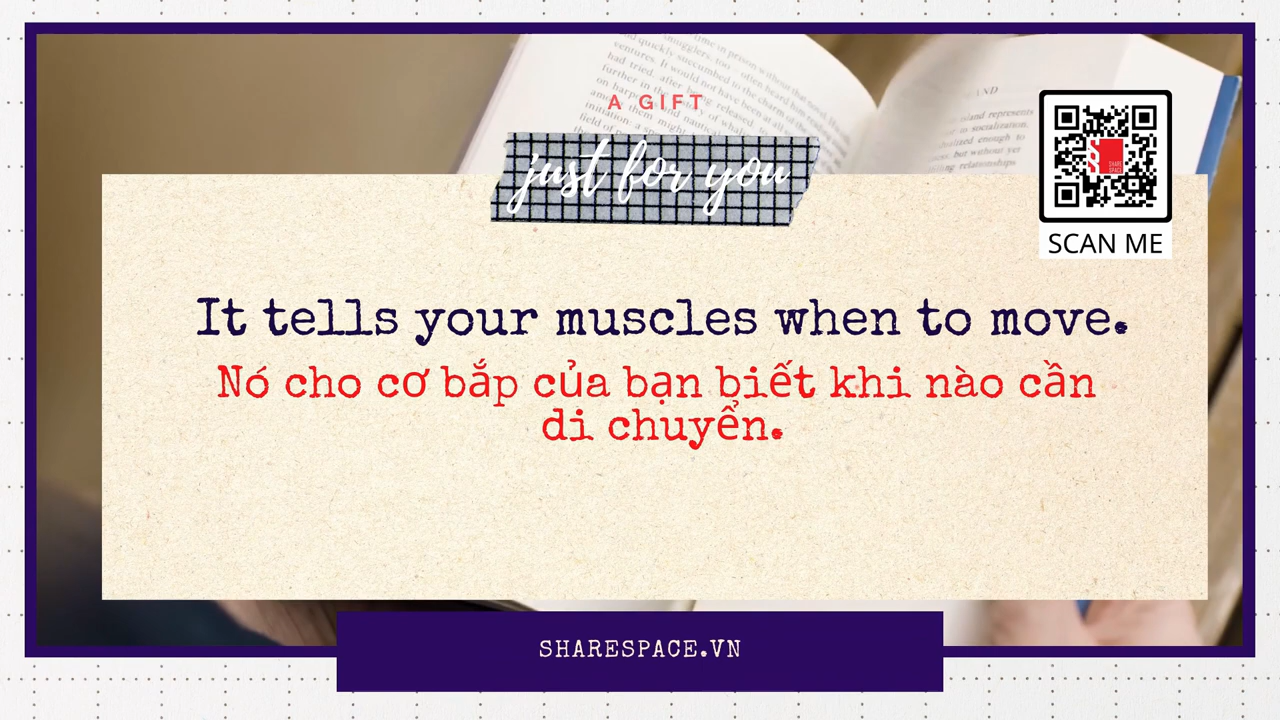 A GIFT
just for you
SCAN ME
It tells your muscles when to move.
Nó cho cơ bắp của bạn biết khi nào cần
di chuyển.
SHARESPACE.VN